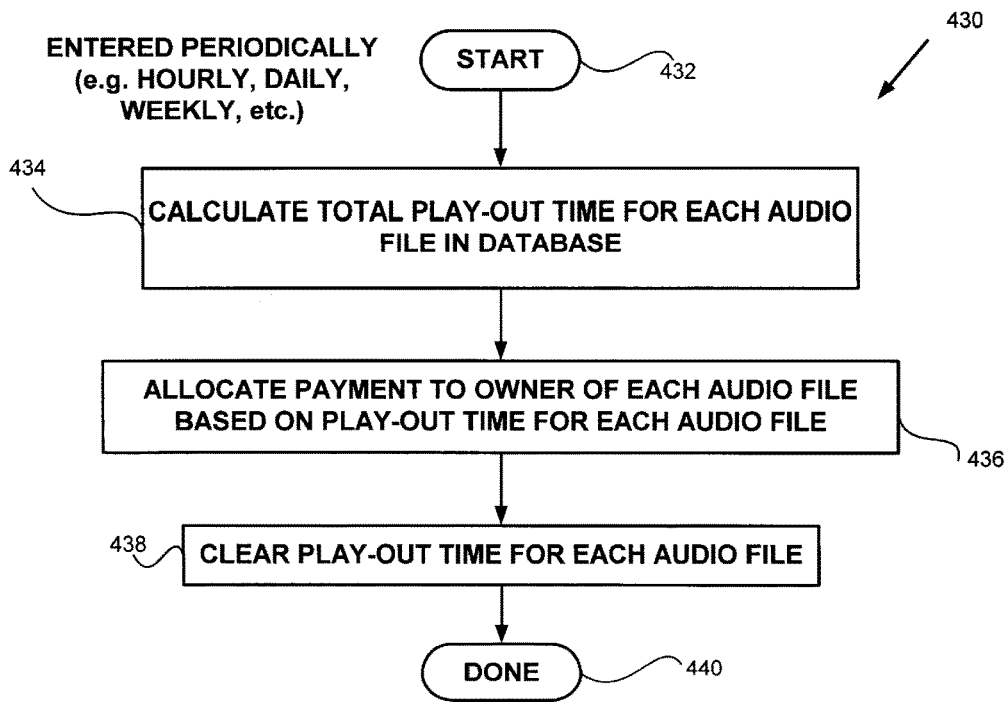 430
ENTERED PERIODICALLY
(e.g. HOURLY, DAILY,
WEEKLY, etc.)
START
432
434
CALCULATE TOTAL PLAY-OUT TIME FOR EACH AUDIO
FILE IN DATABASE
ALLOCATE PAYMENT TO OWNER OF EACH AUDIO FILE
BASED ON PLAY-OUT TIME FOR EACH AUDIO FILE
436
438
CLEAR PLAY-OUT TIME FOR EACH AUDIO FILE
DONE
440